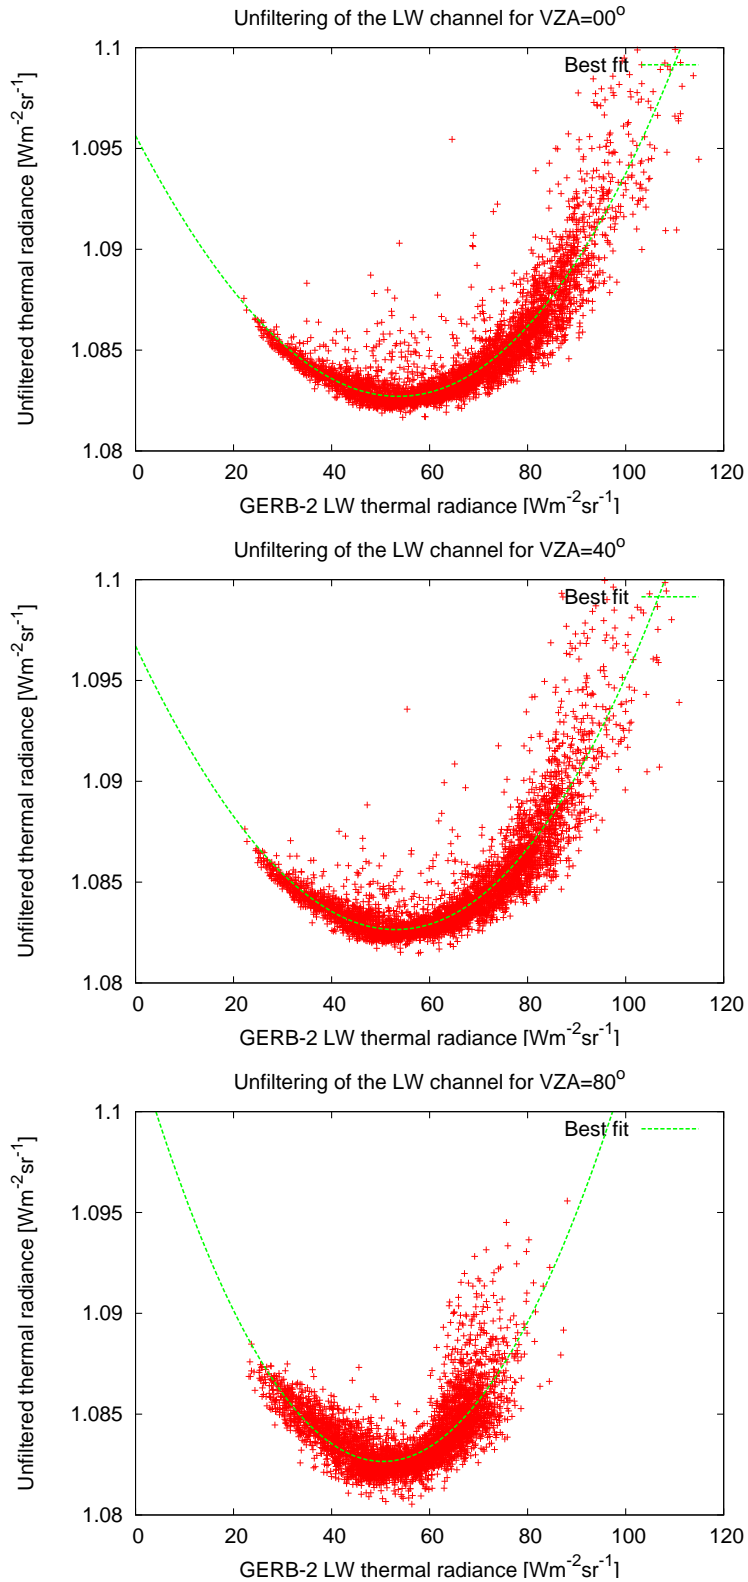 Unfiltering of the LW channel for VZA=00°
Unfiltered thermal radiance [Wm⁻²sr⁻¹]
1.1
1.095
1.09
1.085
1.08
Best fit
0 20 40 60 80 100 120
GERB-2 LW thermal radiance [Wm⁻²sr⁻¹]
Unfiltering of the LW channel for VZA=40°
Unfiltered thermal radiance [Wm⁻²sr⁻¹]
1.1
1.095
1.09
1.085
1.08
Best fit
0 20 40 60 80 100 120
GERB-2 LW thermal radiance [Wm⁻²sr⁻¹]
Unfiltering of the LW channel for VZA=80°
Unfiltered thermal radiance [Wm⁻²sr⁻¹]
1.1
1.095
1.09
1.085
1.08
Best fit
0 20 40 60 80 100 120
GERB-2 LW thermal radiance [Wm⁻²sr⁻¹]